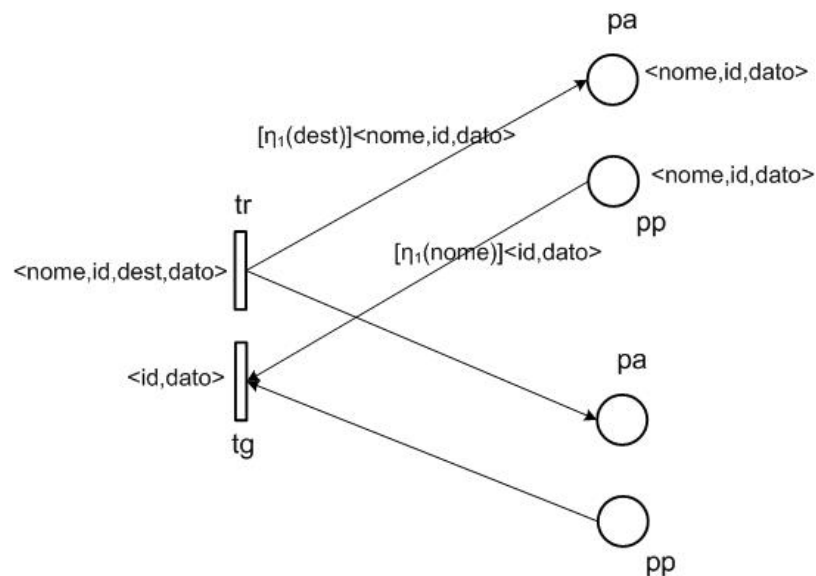 pa
<nome,id,dato>
[η₁(dest)]<nome,id,dato>
<nome,id,dato>
tr
pp
[η₁(nome)]<id,dato>
<nome,id,dest,dato>
pa
<id,dato>
tg
pp